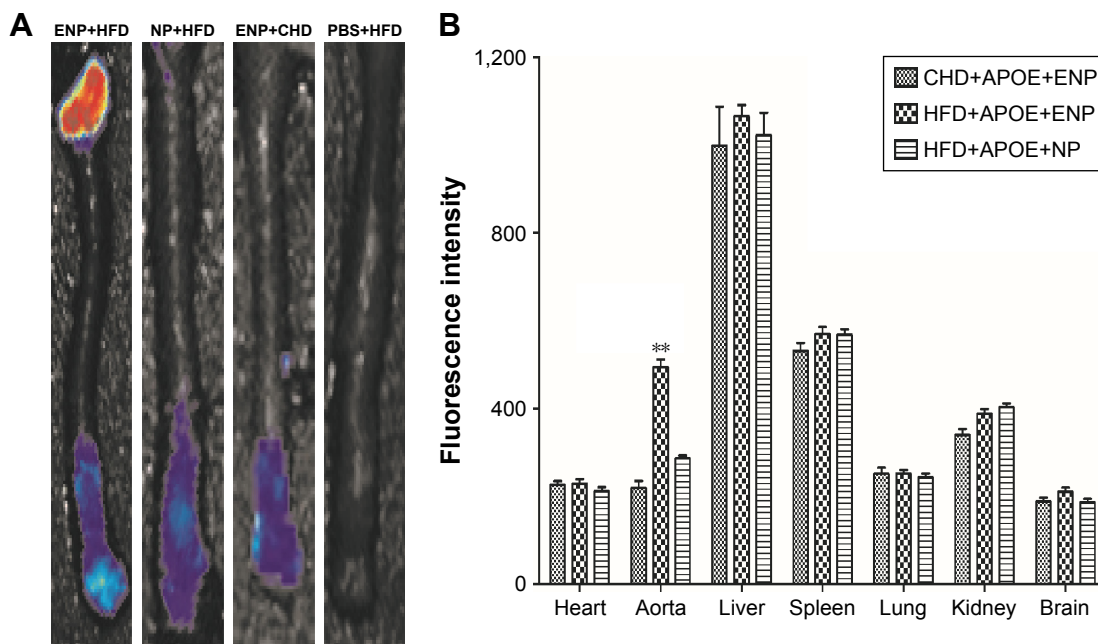 A
ENP+HFD NP+HFD ENP+CHD PBS+HFD
B
1,200
800
400
0
Fluorescence intensity
CHD+APOE+ENP
HFD+APOE+ENP
HFD+APOE+NP
**
Heart Aorta Liver Spleen Lung Kidney Brain